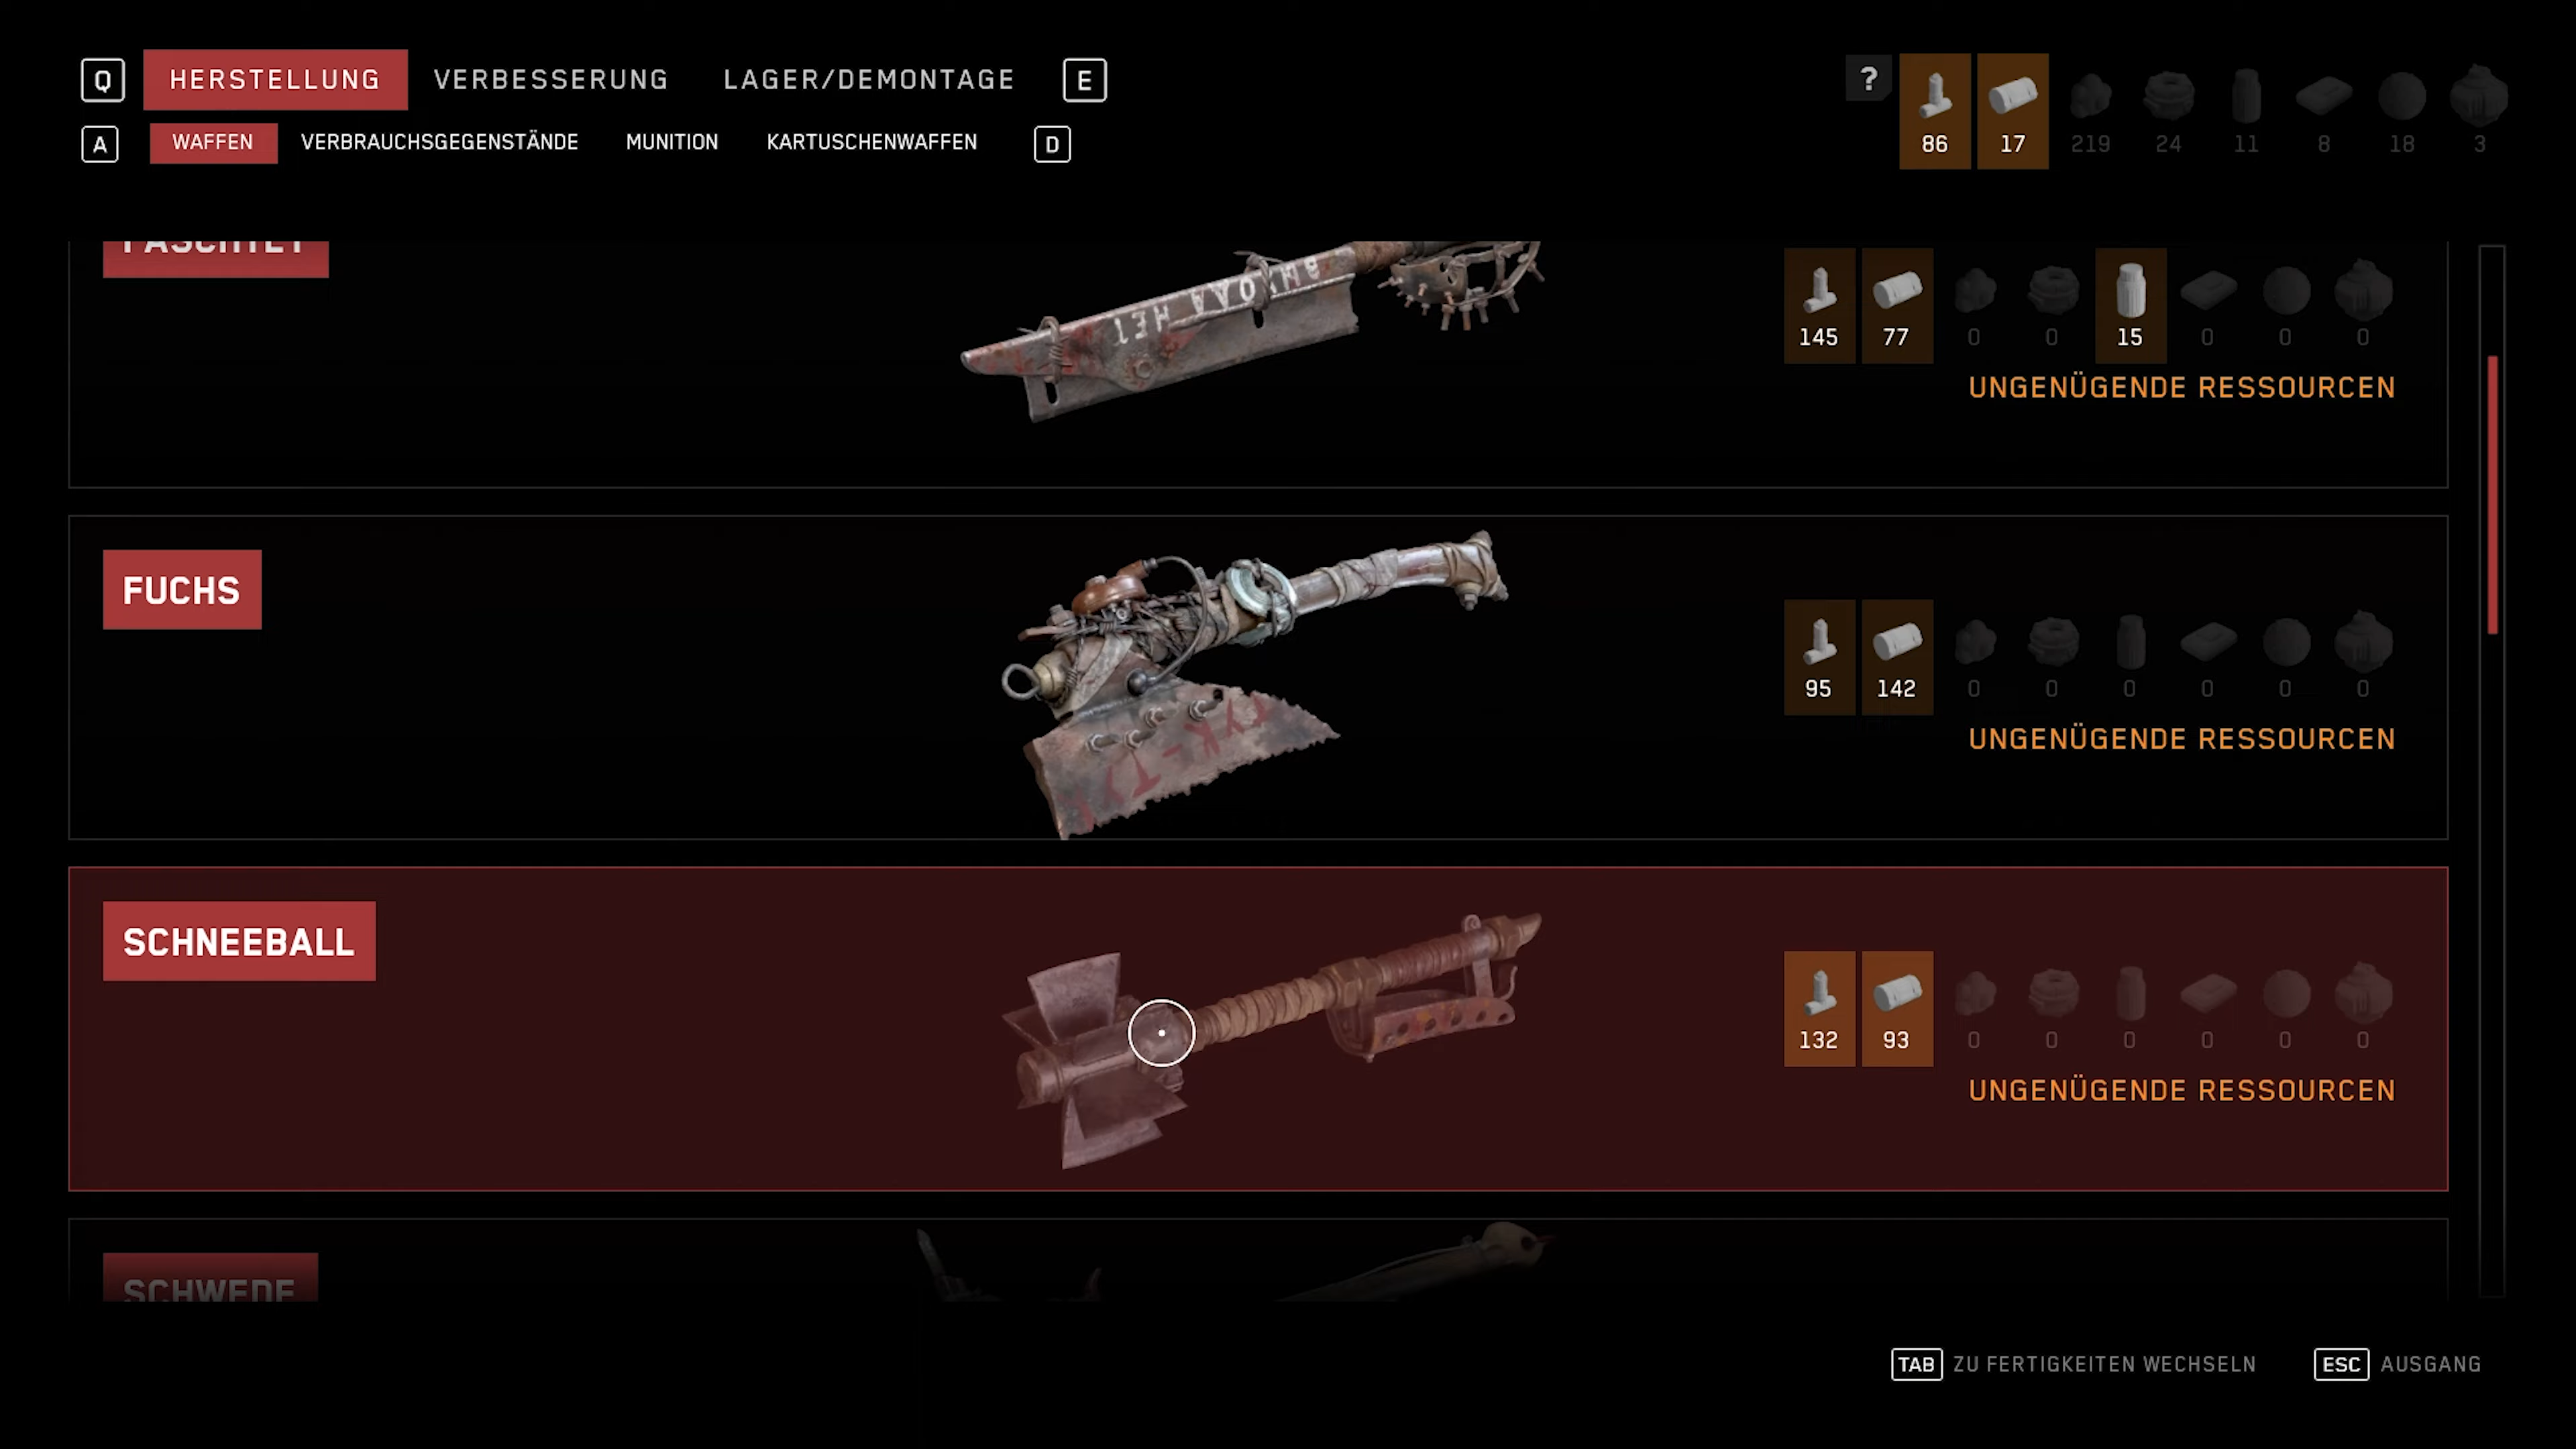 Q HERSTELLUNG VERBESSERUNG LAGER/DEMONTAGE E
A WAFFEN VERBRAUCHSGEGENSTÄNDE MUNITION KARTUSCHENWAFFEN D
?
86 17 219 24 11 8 18 3
PASCHTET
145 77 0 0 15 0 0 0
UNGENÜGENDE RESSOURCEN
FUCHS
95 142 0 0 0 0 0 0
UNGENÜGENDE RESSOURCEN
SCHNEEBALL
132 93 0 0 0 0 0 0
UNGENÜGENDE RESSOURCEN
SCHWEDE
TAB ZU FERTIGKEITEN WECHSELN ESC AUSGANG